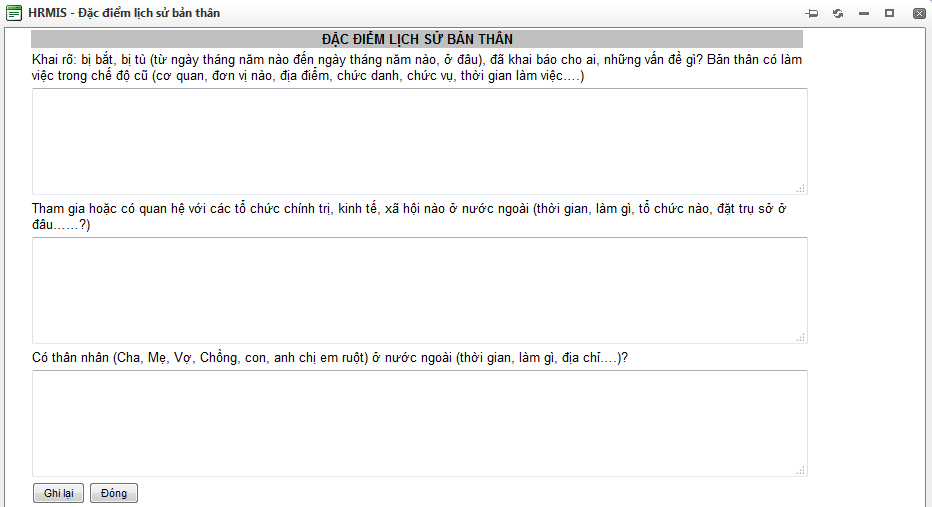 HRMIS - Đặc điểm lịch sử bản thân
ĐẶC ĐIỂM LỊCH SỬ BẢN THÂN
Khai rõ: bị bắt, bị tù (từ ngày tháng năm nào đến ngày tháng năm nào, ở đâu), đã khai báo cho ai, những vấn đề gì? Bản thân có làm
việc trong chế độ cũ (cơ quan, đơn vị nào, địa điểm, chức danh, chức vụ, thời gian làm việc....)
Tham gia hoặc có quan hệ với các tổ chức chính trị, kinh tế, xã hội nào ở nước ngoài (thời gian, làm gì, tổ chức nào, đặt trụ sở ở
đâu......?)
Có thân nhân (Cha, Mẹ, Vợ, Chồng, con, anh chị em ruột) ở nước ngoài (thời gian, làm gì, địa chỉ....)?
Ghi lại Đóng